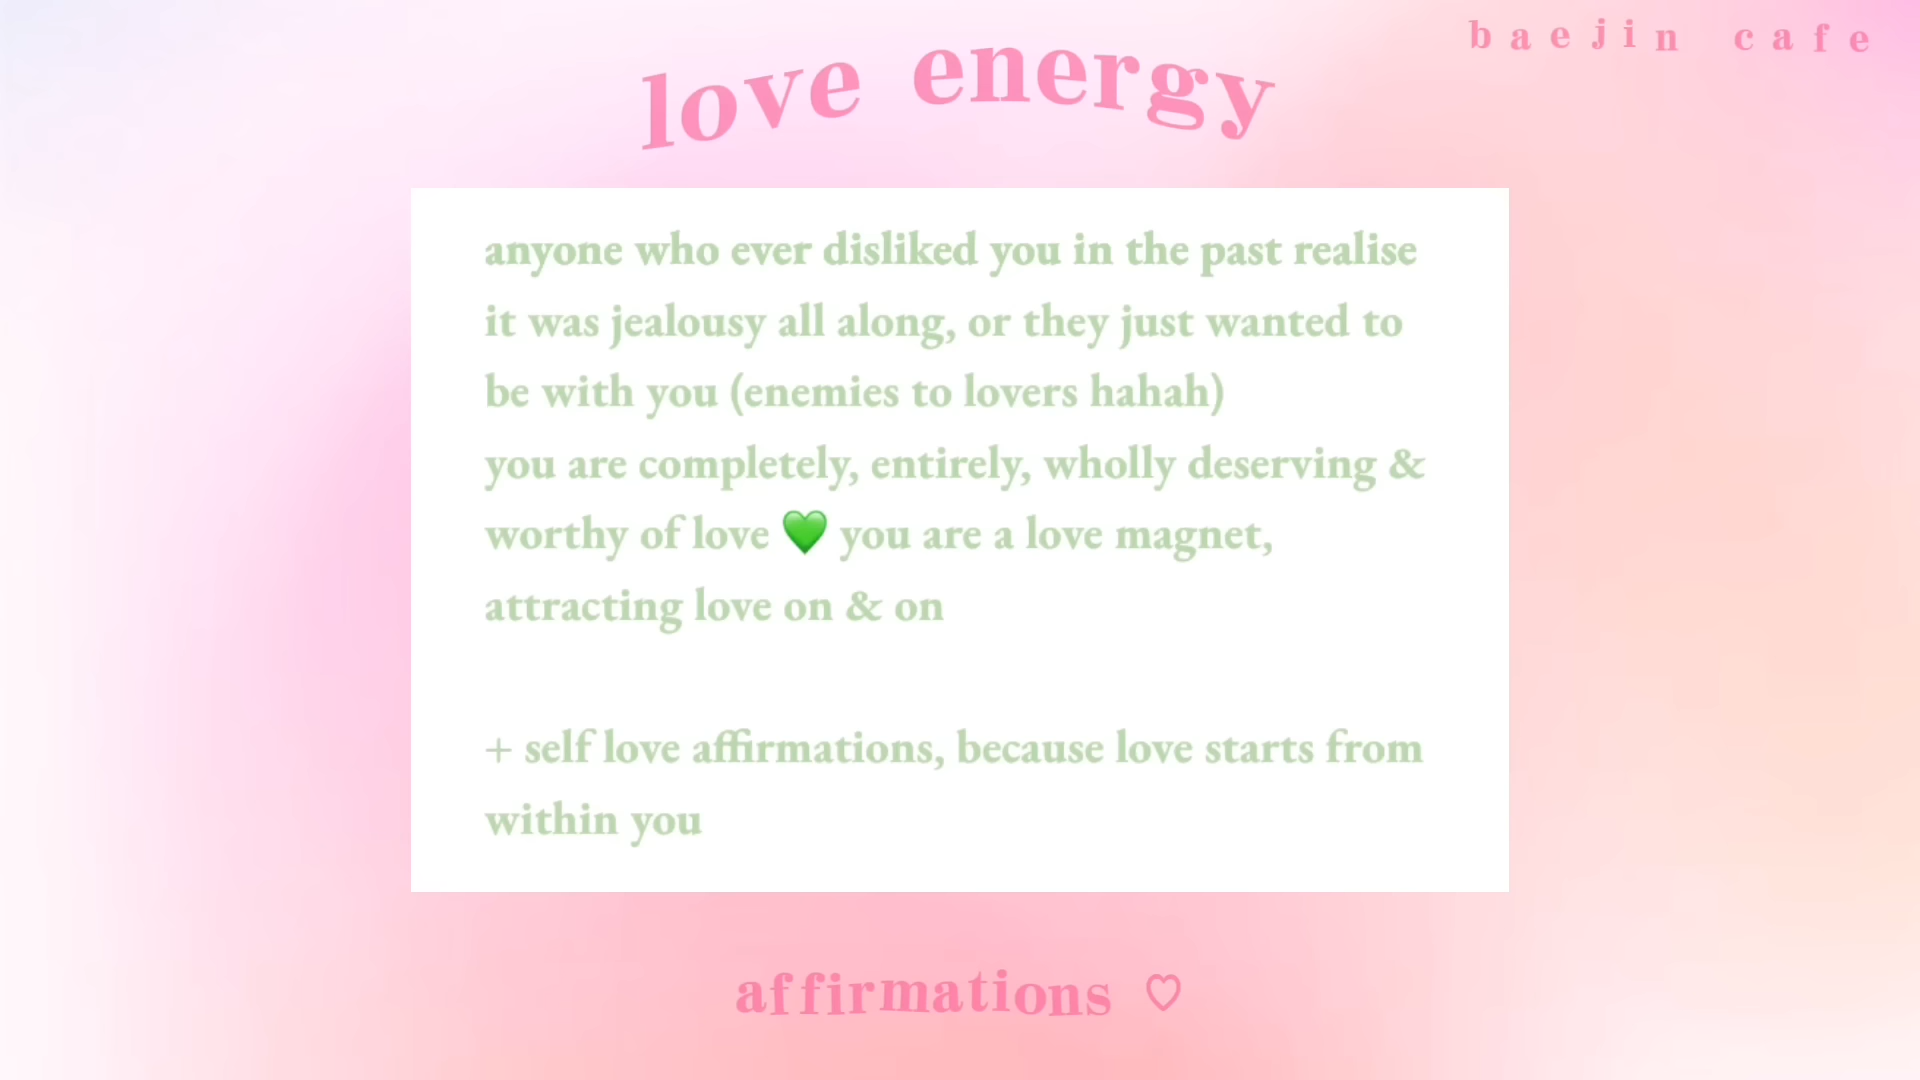 baejin cafe
love energy
anyone who ever disliked you in the past realise
it was jealousy all along, or they just wanted to
be with you (enemies to lovers hahah)
you are completely, entirely, wholly deserving &
worthy of love 💚 you are a love magnet,
attracting love on & on
+ self love affirmations, because love starts from
within you
affirmations ♡